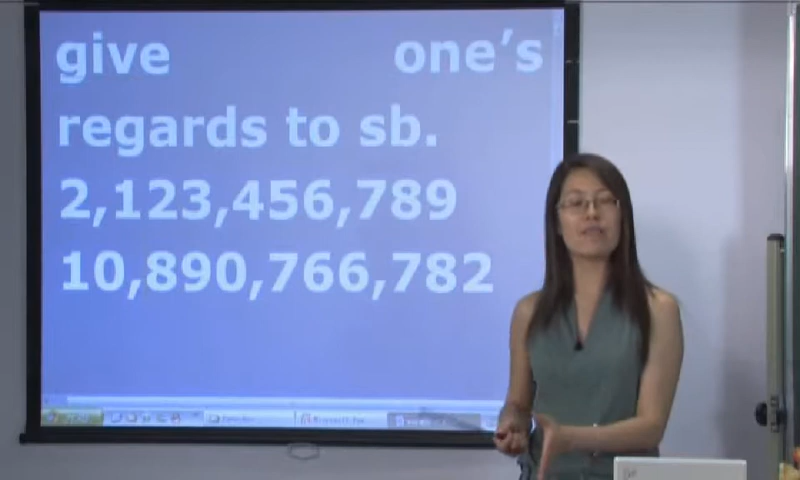 give one's
regards to sb.
2,123,456,789
10,890,766,782